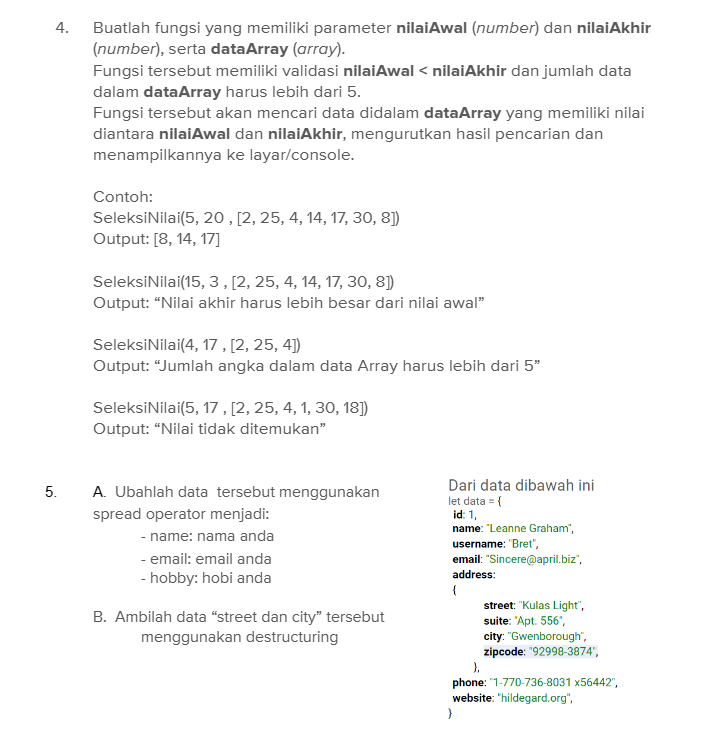 4. Buatlah fungsi yang memiliki parameter nilaiAwal (number) dan nilaiAkhir
(number), serta dataArray (array).
Fungsi tersebut memiliki validasi nilaiAwal < nilaiAkhir dan jumlah data
dalam dataArray harus lebih dari 5.
Fungsi tersebut akan mencari data didalam dataArray yang memiliki nilai
diantara nilaiAwal dan nilaiAkhir, mengurutkan hasil pencarian dan
menampilkannya ke layar/console.
Contoh:
SeleksiNilai(5, 20 , [2, 25, 4, 14, 17, 30, 8])
Output: [8, 14, 17]
SeleksiNilai(15, 3 , [2, 25, 4, 14, 17, 30, 8])
Output: “Nilai akhir harus lebih besar dari nilai awal”
SeleksiNilai(4, 17 , [2, 25, 4])
Output: “Jumlah angka dalam data Array harus lebih dari 5”
SeleksiNilai(5, 17 , [2, 25, 4, 1, 30, 18])
Output: “Nilai tidak ditemukan”
5. A. Ubahlah data tersebut menggunakan
spread operator menjadi:
- name: nama anda
- email: email anda
- hobby: hobi anda
B. Ambilah data “street dan city” tersebut
menggunakan destructuring
Dari data dibawah ini
let data = {
id: 1,
name: "Leanne Graham",
username: "Bret",
email: "Sincere@april.biz",
address:
{
street: "Kulas Light",
suite: "Apt. 556",
city: "Gwenborough",
zipcode: "92998-3874",
},
phone: "1-770-736-8031 x56442",
website: "hildegard.org",
}